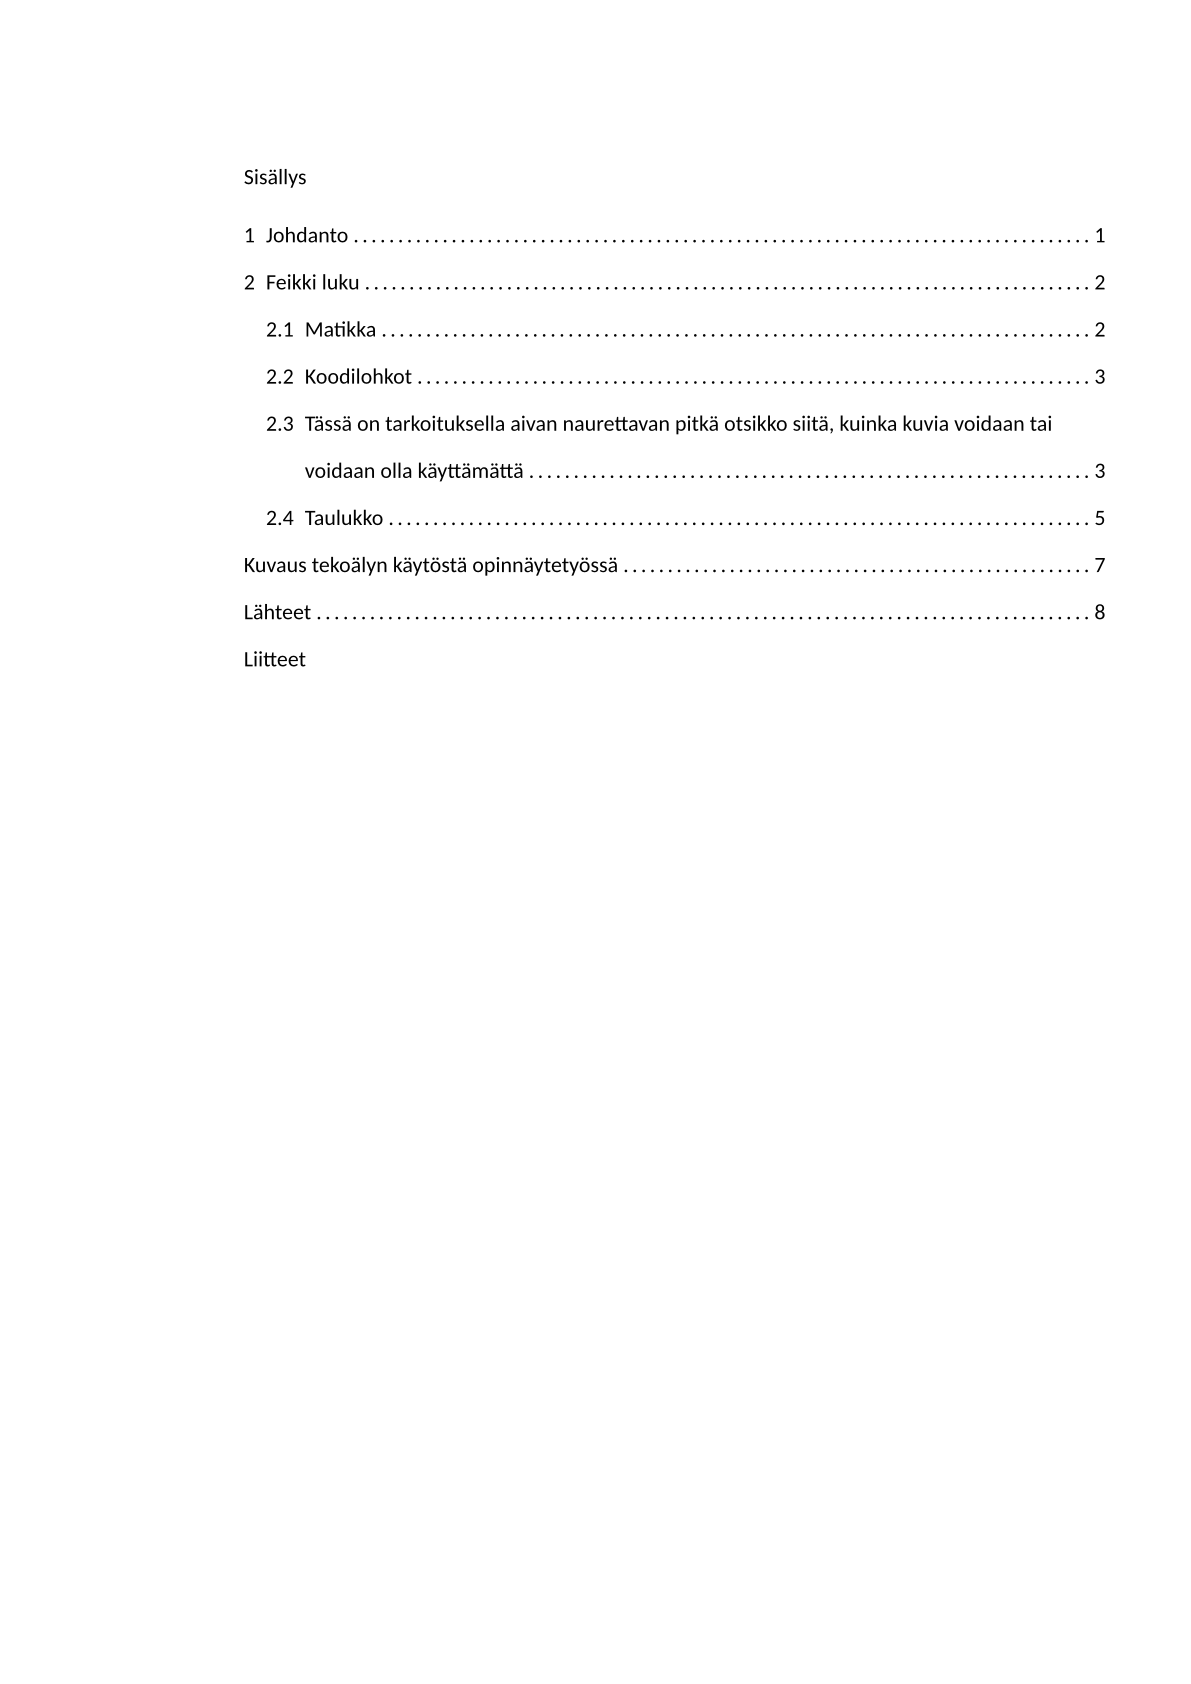 Sisällys
1 Johdanto ........................................................................................ 1
2 Feikki luku ...................................................................................... 2
2.1 Matikka ...................................................................................... 2
2.2 Koodilohkot .................................................................................. 3
2.3 Tässä on tarkoituksella aivan naurettavan pitkä otsikko siitä, kuinka kuvia voidaan tai
voidaan olla käyttämättä ........................................................................ 3
2.4 Taulukko ..................................................................................... 5
Kuvaus tekoälyn käytöstä opinnäytetyössä ........................................................ 7
Lähteet ............................................................................................ 8
Liitteet